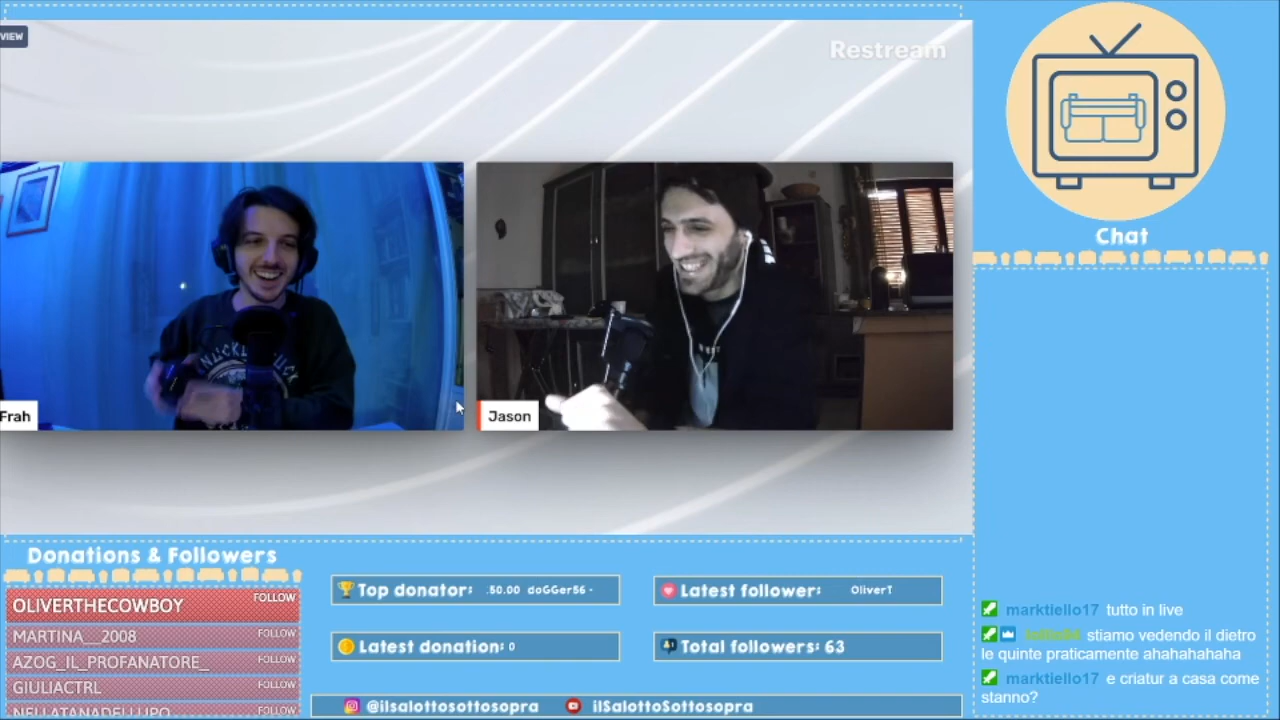 VIEW
Restream
Frah
Jason
Chat
Donations & Followers
OLIVERTHECOWBOY FOLLOW
MARTINA__2008 FOLLOW
AZOG_IL_PROFANATORE_ FOLLOW
GIULIACTRL FOLLOW
NELLATANADELLUPO FOLLOW
Top donator: .50.00 doGGer56 -
Latest follower: OliverT
Latest donation: 0
Total followers: 63
@ilsalottosottosopra
ilSalottoSottosopra
marktiello17 tutto in live
stiamo vedendo il dietro
le quinte praticamente ahahahahaha
marktiello17 e criatur a casa come
stanno?